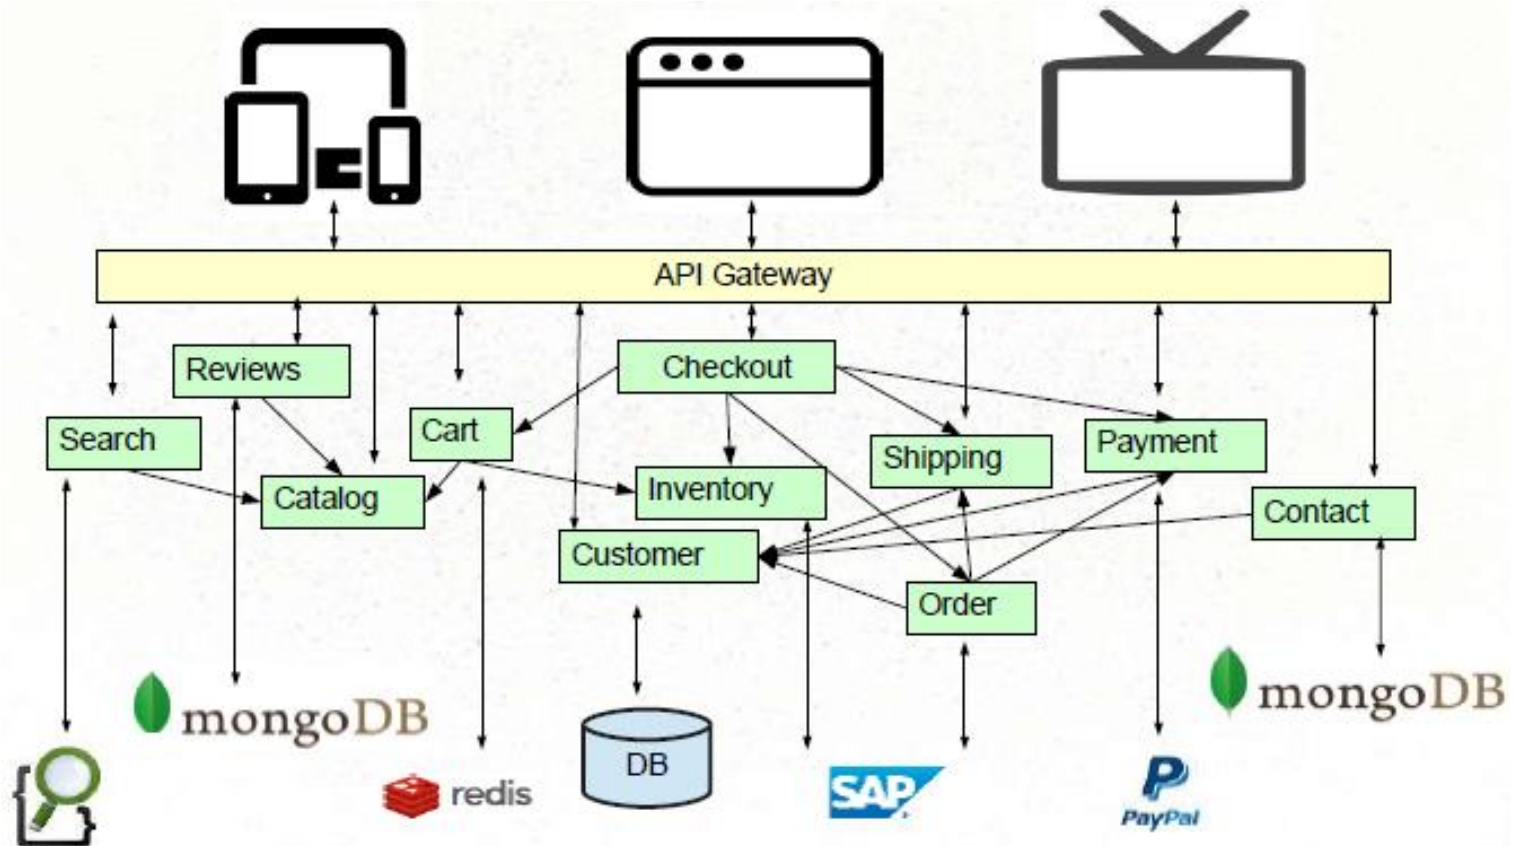 API Gateway
Reviews
Checkout
Search
Cart
Shipping
Payment
Catalog
Inventory
Contact
Customer
Order
mongoDB
mongoDB
DB
redis
SAP
PayPal